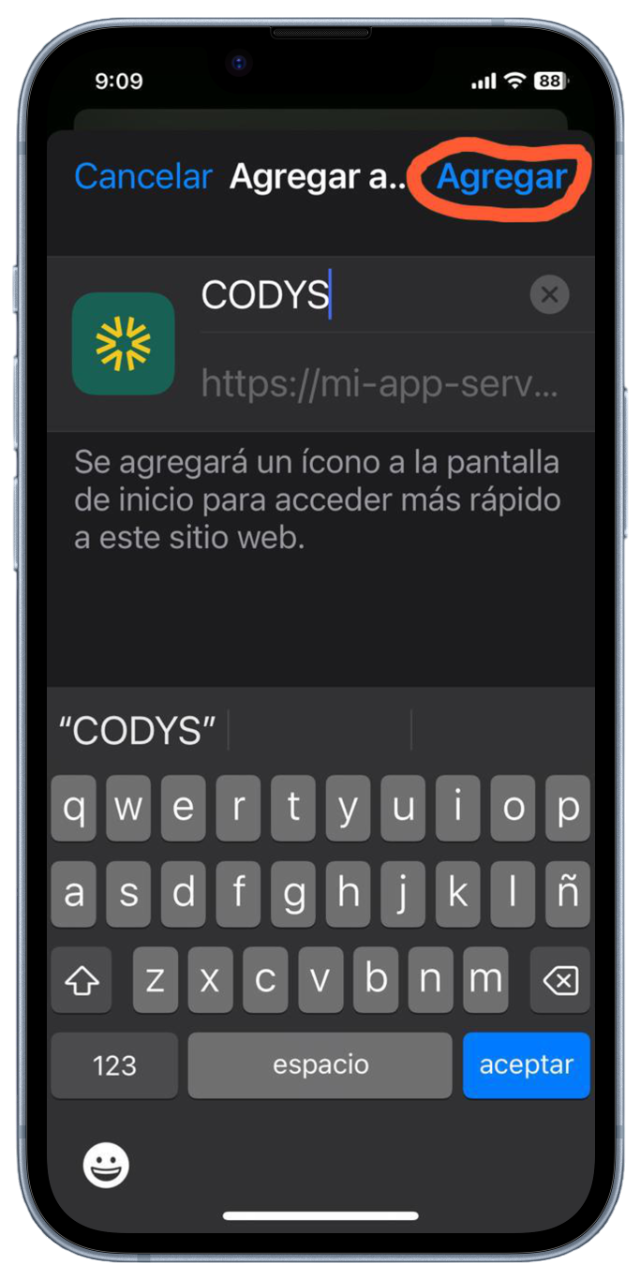 9:09
88
Cancelar Agregar a... Agregar
CODYS
https://mi-app-serv...
Se agregará un ícono a la pantalla
de inicio para acceder más rápido
a este sitio web.
“CODYS”
q w e r t y u i o p
a s d f g h j k l ñ
z x c v b n m
123 espacio aceptar